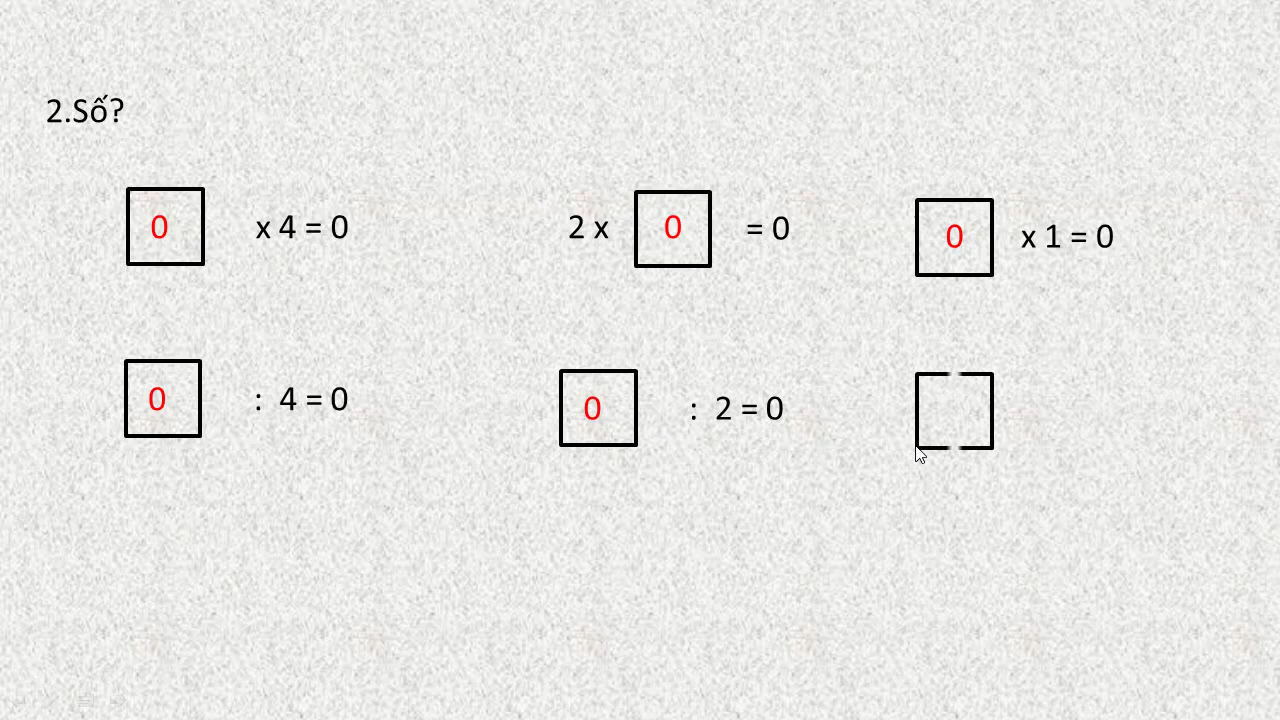 2.Số?
0 x 4 = 0
2 x 0 = 0
0 x 1 = 0
0 : 4 = 0
0 : 2 = 0